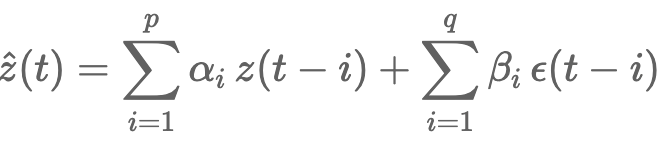 ẑ(t) = ∑_{i=1}^{p} α_i z(t − i) + ∑_{i=1}^{q} β_i ϵ(t − i)